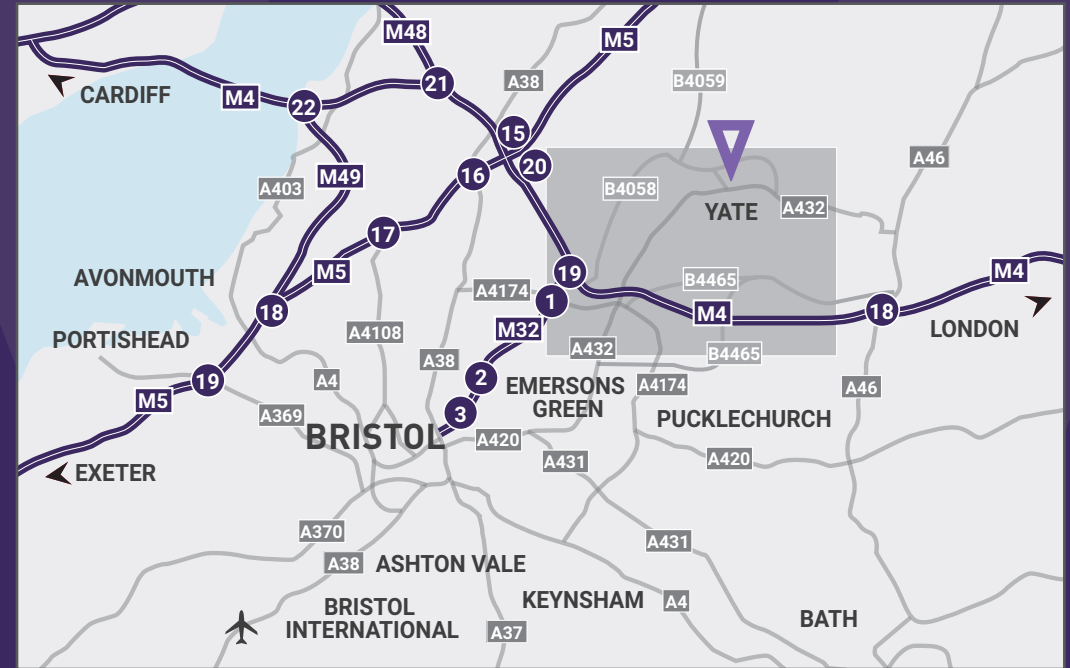 M48
M5
A38
B4059
21
CARDIFF
M4
22
15
20
16
A46
A403
M49
B4058
YATE
A432
17
AVONMOUTH
M5
19
B4465
M4
A4174
1
18
M4
18
LONDON
PORTISHEAD
A4108
M32
A432
B4465
A38
2
EMERSONS
GREEN
A4174
A46
19
A4
M5
A369
3
PUCKLECHURCH
BRISTOL
A420
A431
A420
EXETER
A370
A38
ASHTON VALE
A431
BRISTOL
INTERNATIONAL
KEYNSHAM
A4
A37
BATH